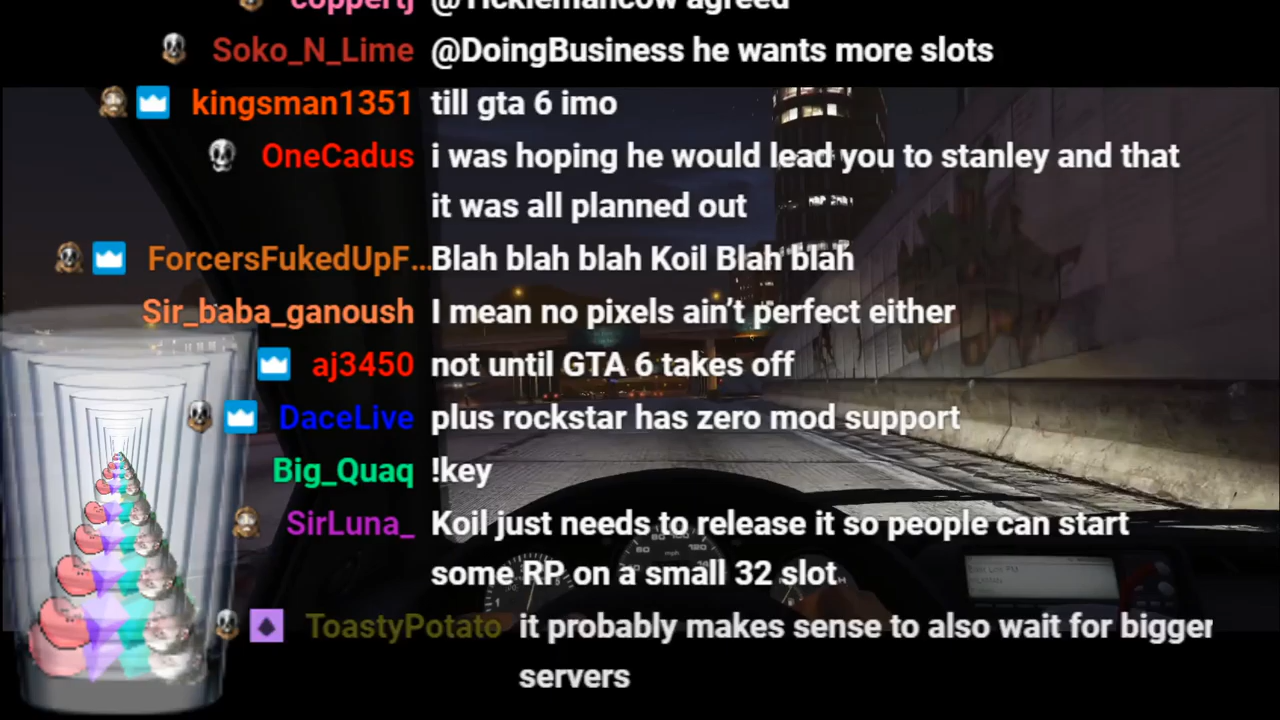 coppertj @Ticklemancow agreed
Soko_N_Lime @DoingBusiness he wants more slots
kingsman1351 till gta 6 imo
OneCadus i was hoping he would lead you to stanley and that
it was all planned out
ForcersFukedUpF... Blah blah blah Koil Blah blah
Sir_baba_ganoush I mean no pixels ain't perfect either
aj3450 not until GTA 6 takes off
DaceLive plus rockstar has zero mod support
Big_Quaq !key
SirLuna_ Koil just needs to release it so people can start
some RP on a small 32 slot
ToastyPotato it probably makes sense to also wait for bigger
servers